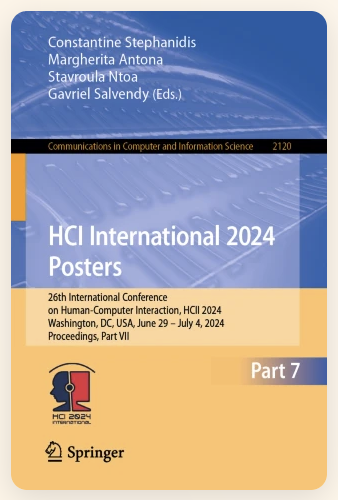 Constantine Stephanidis
Margherita Antona
Stavroula Ntoa
Gavriel Salvendy (Eds.)
Communications in Computer and Information Science 2120
HCI International 2024
Posters
26th International Conference
on Human-Computer Interaction, HCII 2024
Washington, DC, USA, June 29 – July 4, 2024
Proceedings, Part VII
Part 7
HCI 2024
INTERNATIONAL
Springer